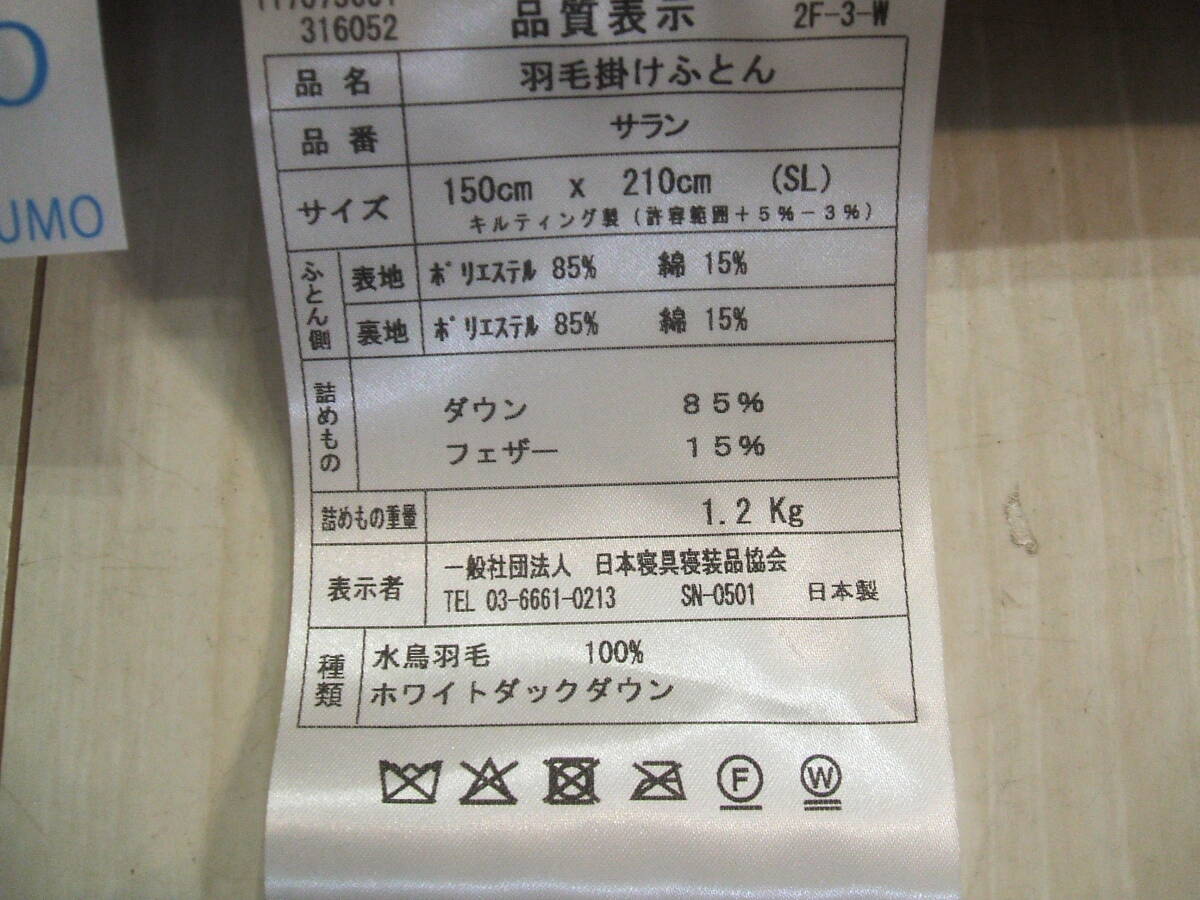 316052
品質表示
2F-3-W
品名 羽毛掛けふとん
品番 サラン
サイズ 150cm x 210cm (SL)
キルティング製(許容範囲+5%-3%)
ふとん側
表地 ポリエステル 85% 綿 15%
裏地 ポリエステル 85% 綿 15%
詰めもの
ダウン 85%
フェザー 15%
詰めもの重量 1.2 Kg
表示者
一般社団法人 日本寝具寝装品協会
TEL 03-6661-0213 SN-0501 日本製
種類
水鳥羽毛 100%
ホワイトダックダウン
F W
UMO